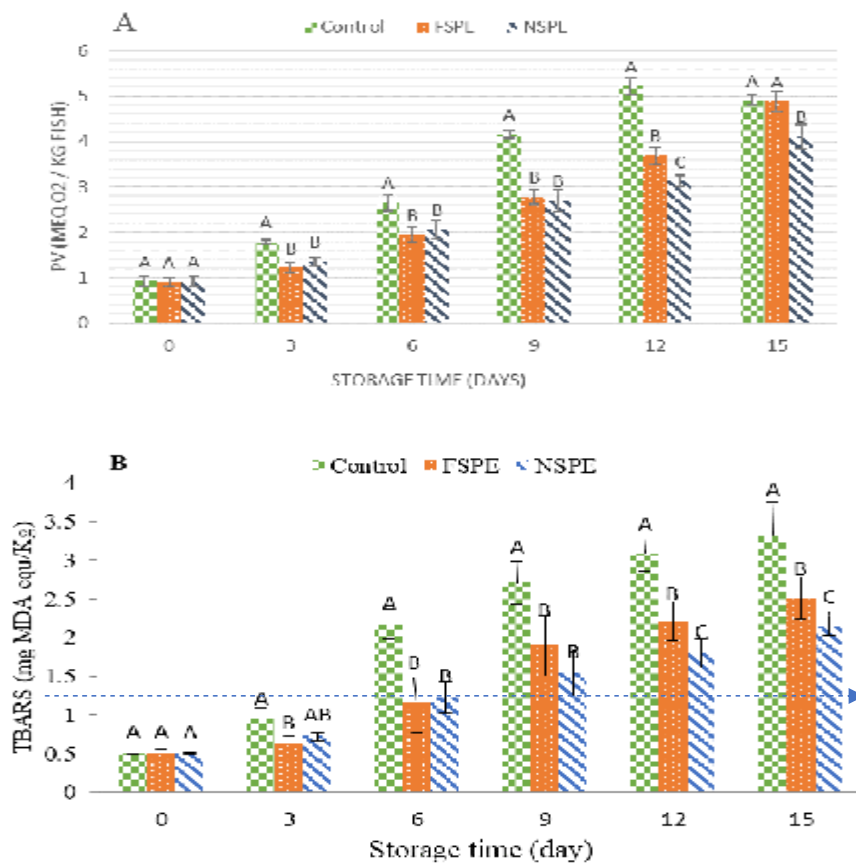 A
Control FSPE NSPE
6
5
4
3
2
1
0
PV (MEQ O2 / KG FISH)
A A A
A B B
A B B
A B B
A B C
A A B
0 3 6 9 12 15
STORAGE TIME (DAYS)
B
Control FSPE NSPE
4
3.5
3
2.5
2
1.5
1
0.5
0
TBARS (mg MDA equ/Kg)
A A A
A B AB
A B B
A B B
A B C
A B C
0 3 6 9 12 15
Storage time (day)